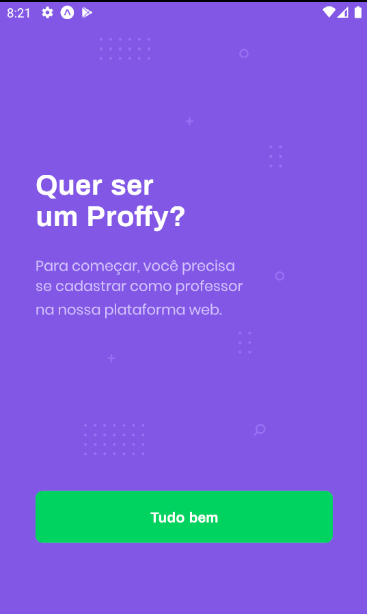 8:21
Quer ser
um Proffy?
Para começar, você precisa
se cadastrar como professor
na nossa plataforma web.
Tudo bem